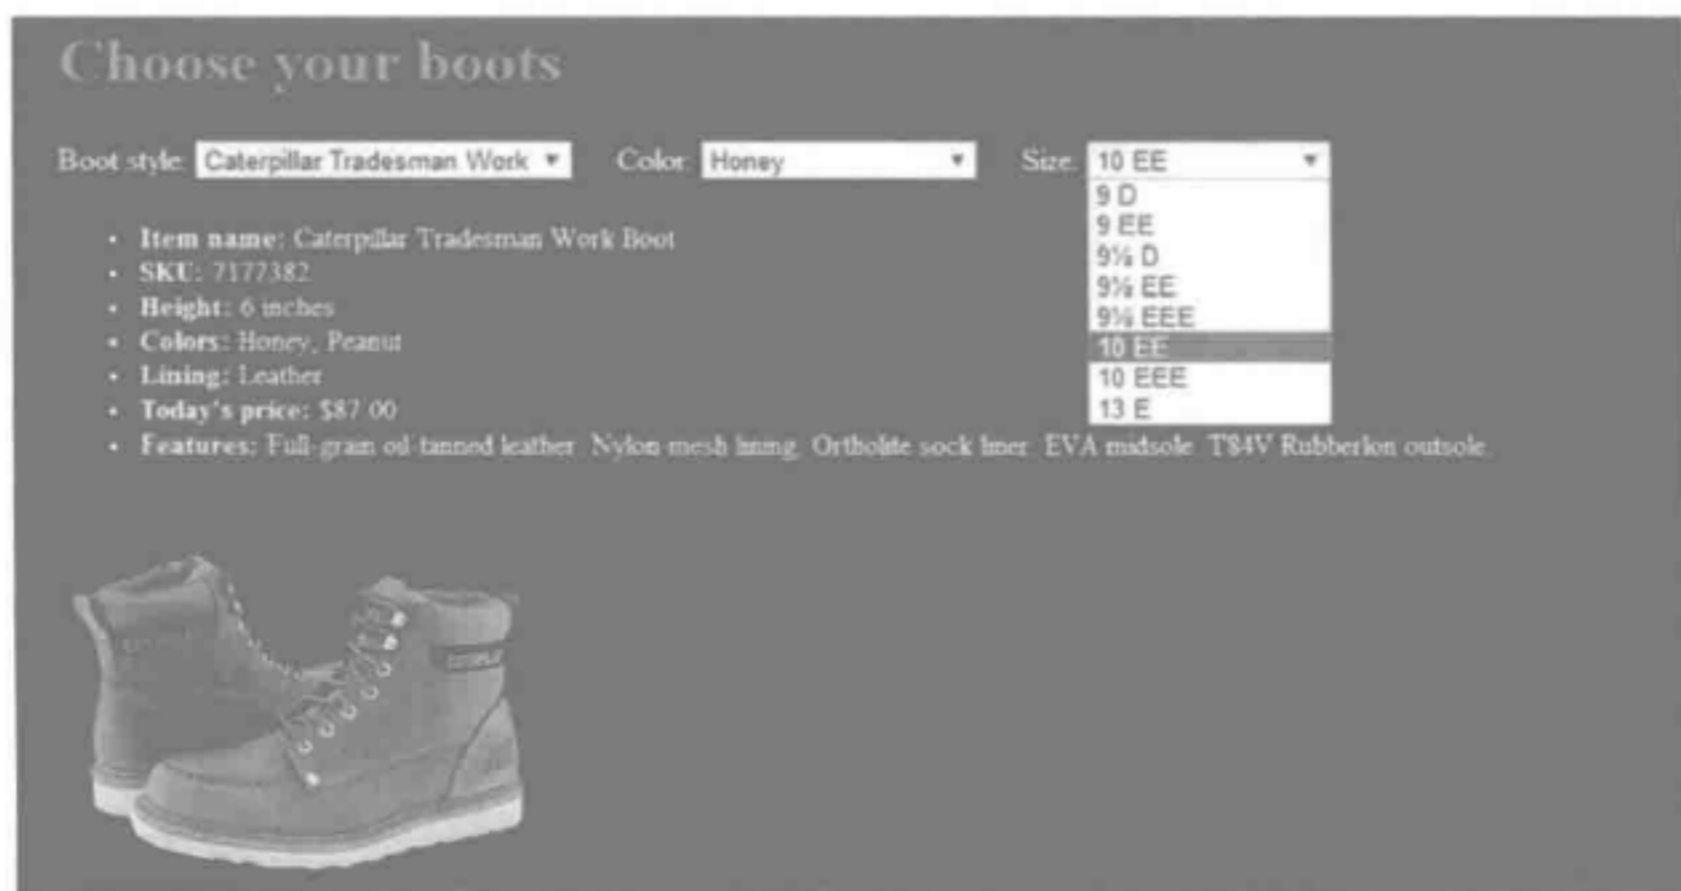 Choose your boots
Boot style: Caterpillar Tradesman Work Color: Honey Size: 10 EE
9 D
9 EE
9½ D
9½ EE
9½ EEE
10 EE
10 EEE
13 E
• Item name: Caterpillar Tradesman Work Boot
• SKU: 7177382
• Height: 6 inches
• Colors: Honey, Peanut
• Lining: Leather
• Today's price: $87.00
• Features: Full-grain oil-tanned leather. Nylon mesh lining. Ortholite sock liner. EVA midsole. T84V Rubberlon outsole.